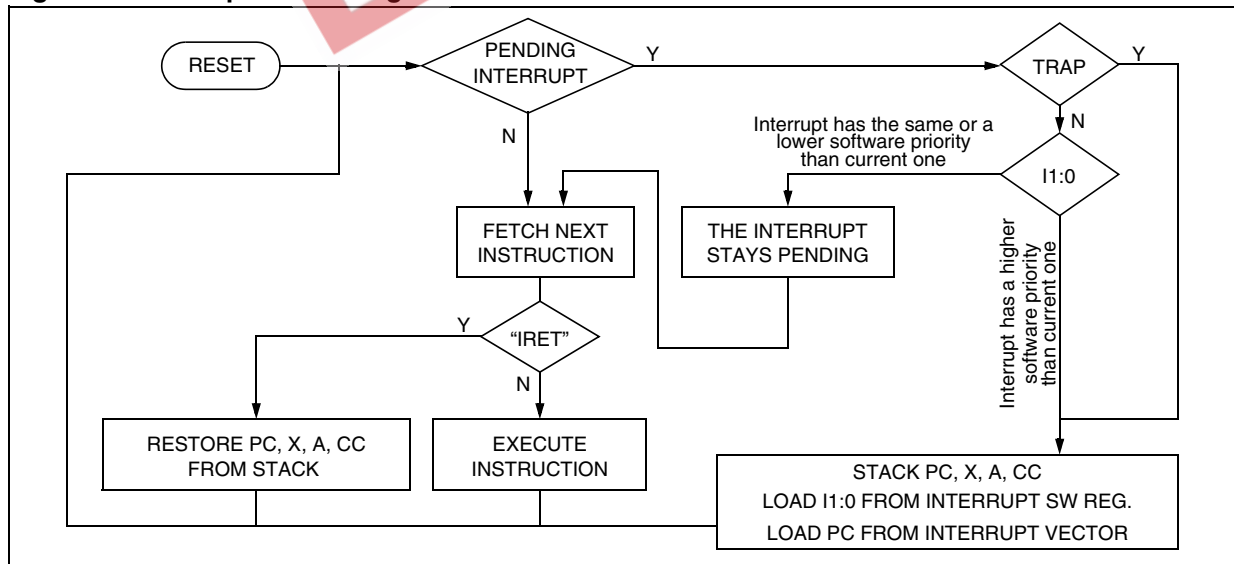 RESET
PENDING
INTERRUPT
Y
TRAP
Y
N
N
Interrupt has the same or a
lower software priority
than current one
I1:0
FETCH NEXT
INSTRUCTION
THE INTERRUPT
STAYS PENDING
Interrupt has a higher
software priority
than current one
Y
“IRET”
N
RESTORE PC, X, A, CC
FROM STACK
EXECUTE
INSTRUCTION
STACK PC, X, A, CC
LOAD I1:0 FROM INTERRUPT SW REG.
LOAD PC FROM INTERRUPT VECTOR